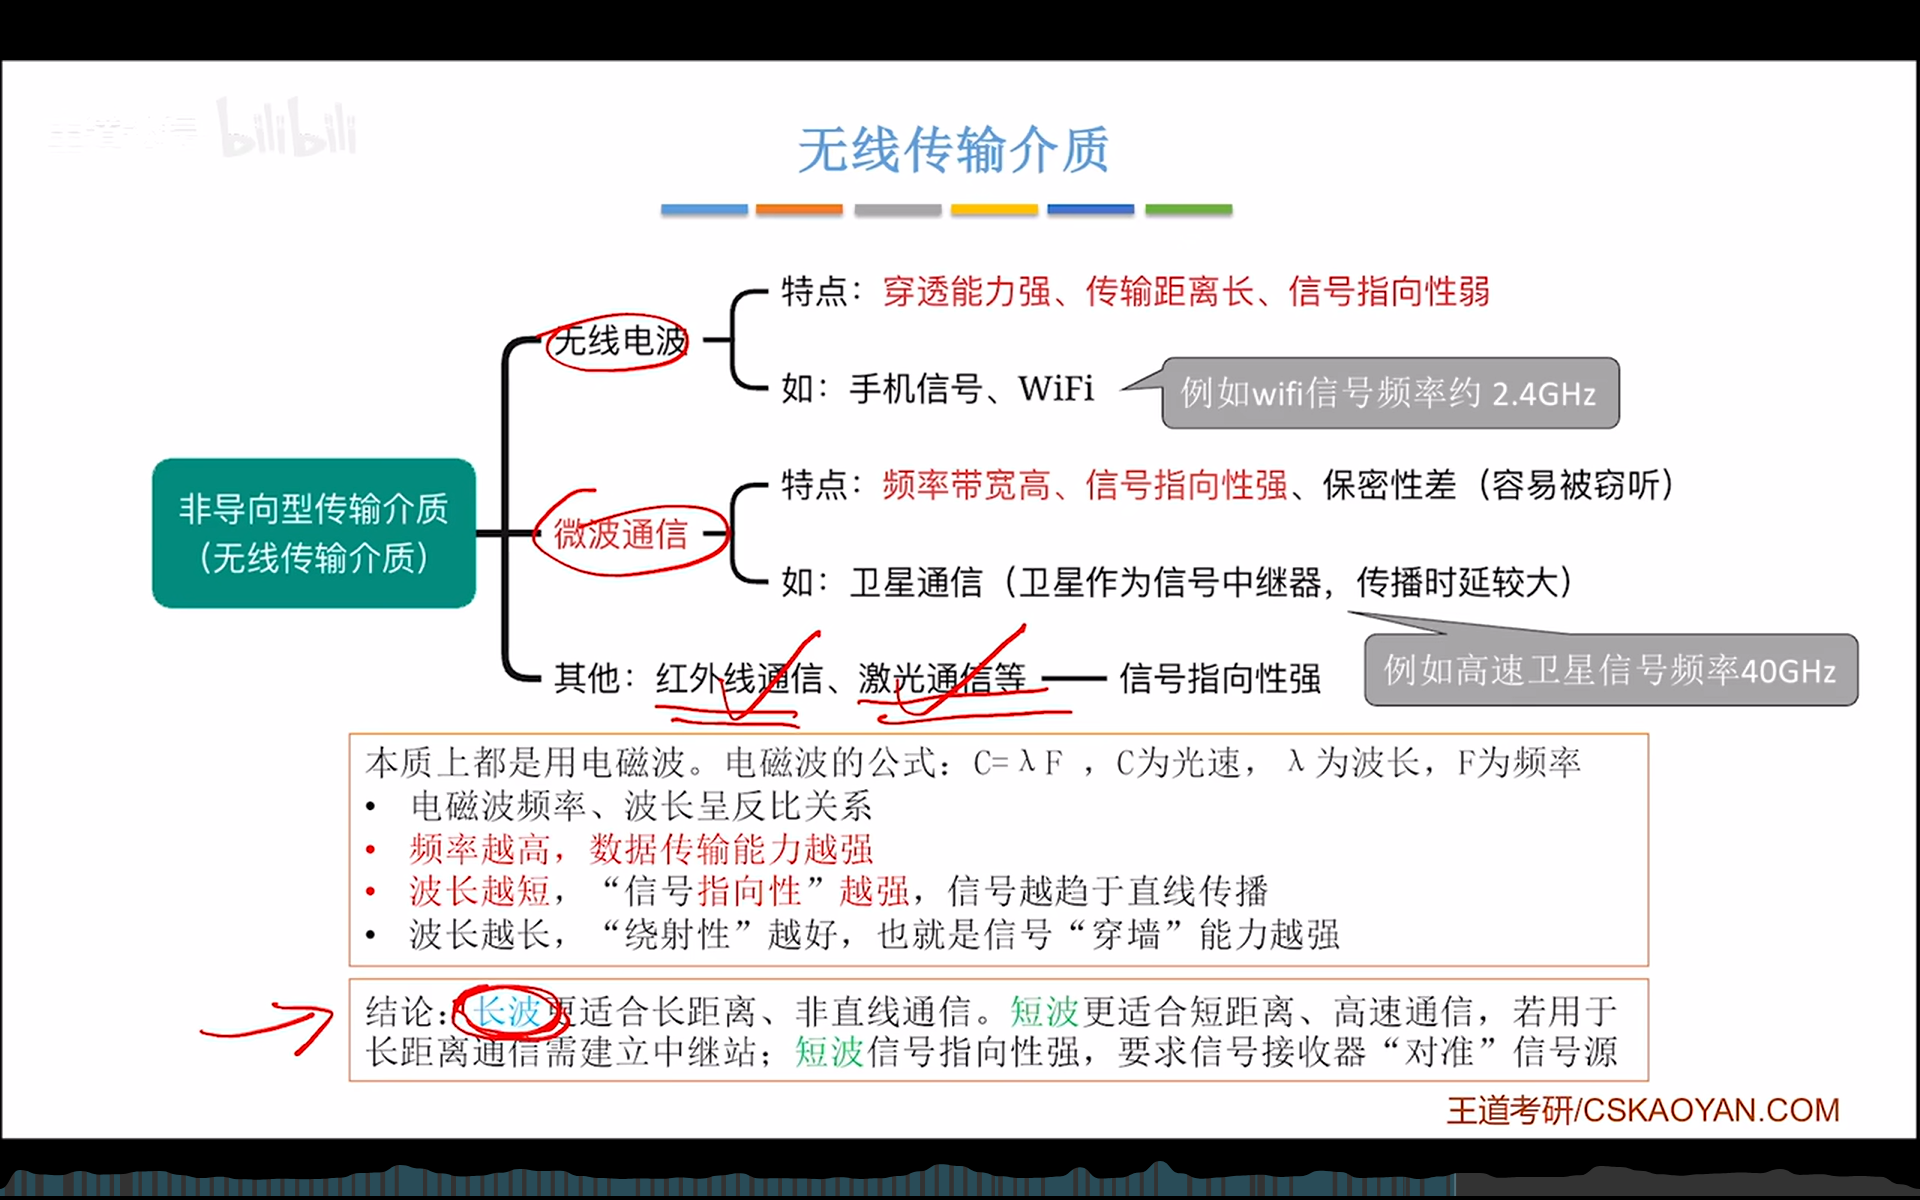 bilibili
无线传输介质
特点：穿透能力强、传输距离长、信号指向性弱
无线电波
如：手机信号、WiFi
例如wifi信号频率约 2.4GHz
非导向型传输介质
（无线传输介质）
特点：频率带宽高、信号指向性强、保密性差（容易被窃听）
微波通信
如：卫星通信（卫星作为信号中继器，传播时延较大）
例如高速卫星信号频率40GHz
其他：红外线通信、激光通信等
信号指向性强
本质上都是用电磁波。电磁波的公式：C=λF ，C为光速，λ为波长，F为频率
• 电磁波频率、波长呈反比关系
• 频率越高，数据传输能力越强
• 波长越短，“信号指向性”越强，信号越趋于直线传播
• 波长越长，“绕射性”越好，也就是信号“穿墙”能力越强
结论：长波更适合长距离、非直线通信。短波更适合短距离、高速通信，若用于
长距离通信需建立中继站；短波信号指向性强，要求信号接收器“对准”信号源
王道考研/CSKAOYAN.COM